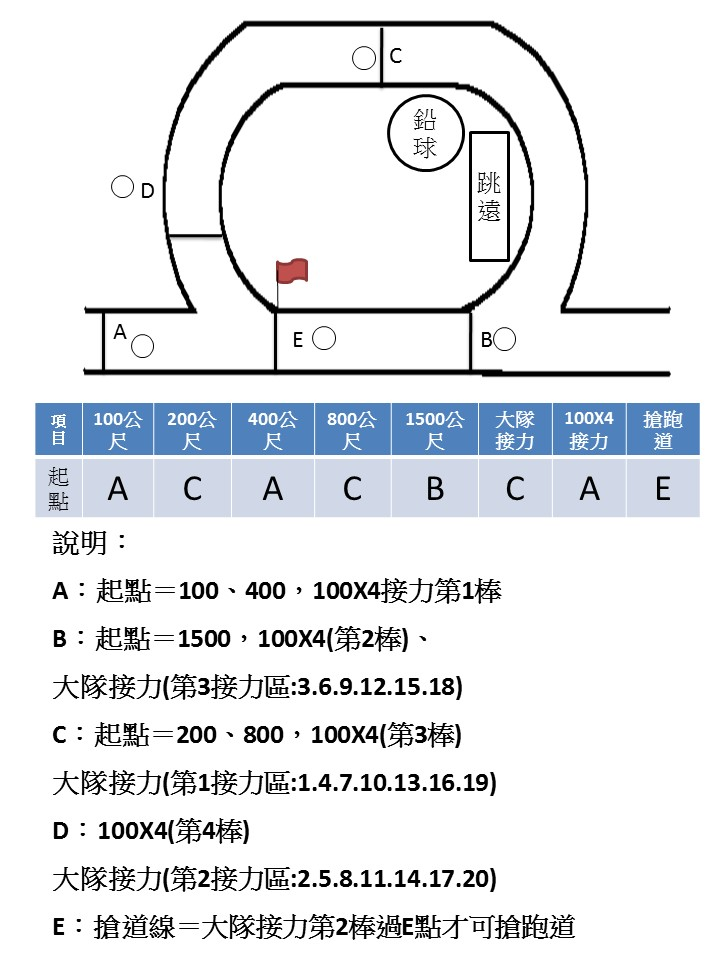 C
鉛
球
跳
遠
D
A
E
B
項目 100公尺 200公尺 400公尺 800公尺 1500公尺 大隊接力 100X4接力 搶跑道
起點 A C A C B C A E
說明：
A：起點＝100、400，100X4接力第1棒
B：起點＝1500，100X4(第2棒)、
大隊接力(第3接力區:3.6.9.12.15.18)
C：起點＝200、800，100X4(第3棒)
大隊接力(第1接力區:1.4.7.10.13.16.19)
D：100X4(第4棒)
大隊接力(第2接力區:2.5.8.11.14.17.20)
E：搶道線＝大隊接力第2棒過E點才可搶跑道